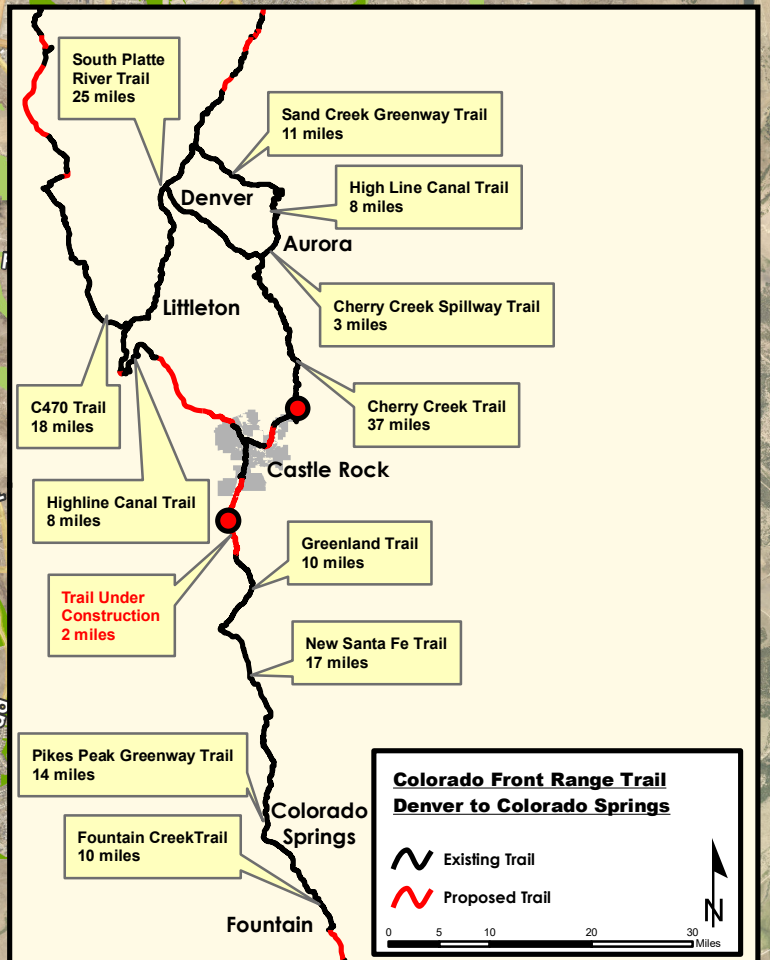 South Platte
River Trail
25 miles
Sand Creek Greenway Trail
11 miles
High Line Canal Trail
8 miles
Denver
Aurora
Cherry Creek Spillway Trail
3 miles
Littleton
C470 Trail
18 miles
Cherry Creek Trail
37 miles
Castle Rock
Highline Canal Trail
8 miles
Greenland Trail
10 miles
Trail Under
Construction
2 miles
New Santa Fe Trail
17 miles
Pikes Peak Greenway Trail
14 miles
Colorado
Springs
Fountain CreekTrail
10 miles
Fountain
Colorado Front Range Trail
Denver to Colorado Springs
Existing Trail
Proposed Trail
N
0 5 10 20 30
Miles